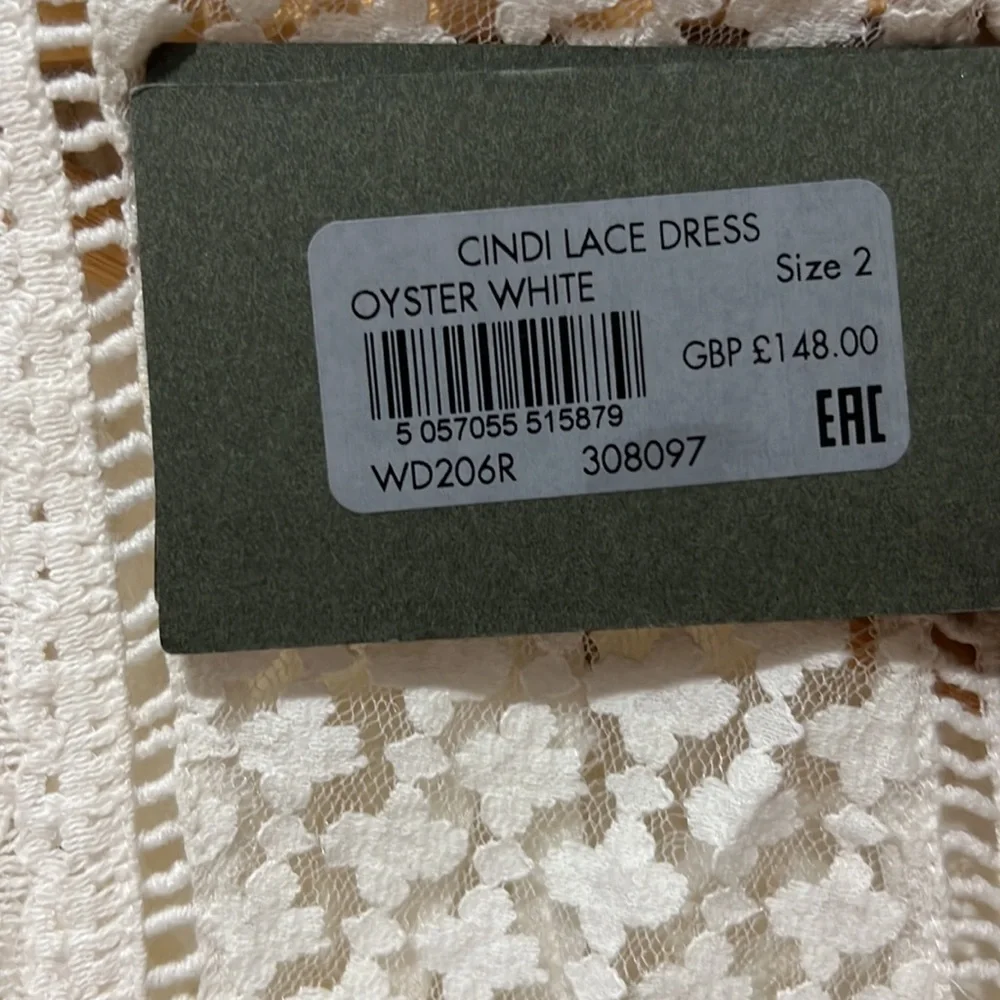 CINDI LACE DRESS
OYSTER WHITE
Size 2
GBP £148.00
5 057055 515879
EAC
WD206R 308097